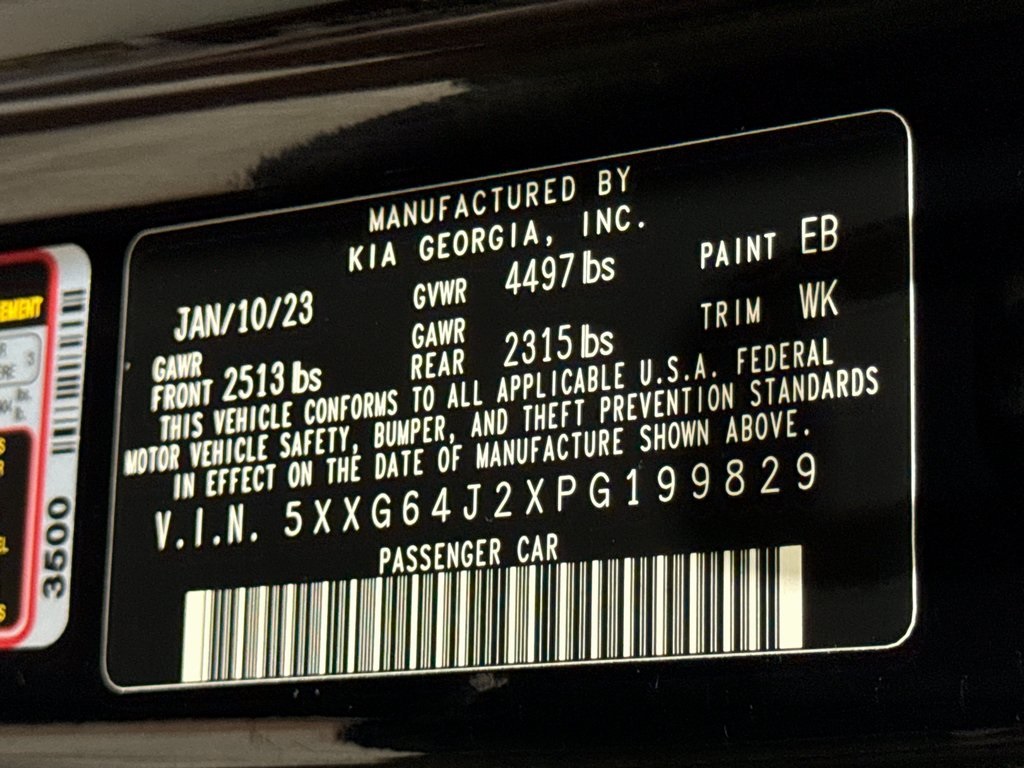 MANUFACTURED BY
KIA GEORGIA, INC.
JAN/10/23 GVWR 4497 lbs PAINT EB
GAWR FRONT 2513 lbs GAWR REAR 2315 lbs TRIM WK
THIS VEHICLE CONFORMS TO ALL APPLICABLE U.S.A. FEDERAL
MOTOR VEHICLE SAFETY, BUMPER, AND THEFT PREVENTION STANDARDS
IN EFFECT ON THE DATE OF MANUFACTURE SHOWN ABOVE.
V.I.N. 5XXG64J2XPG199829
PASSENGER CAR
3500